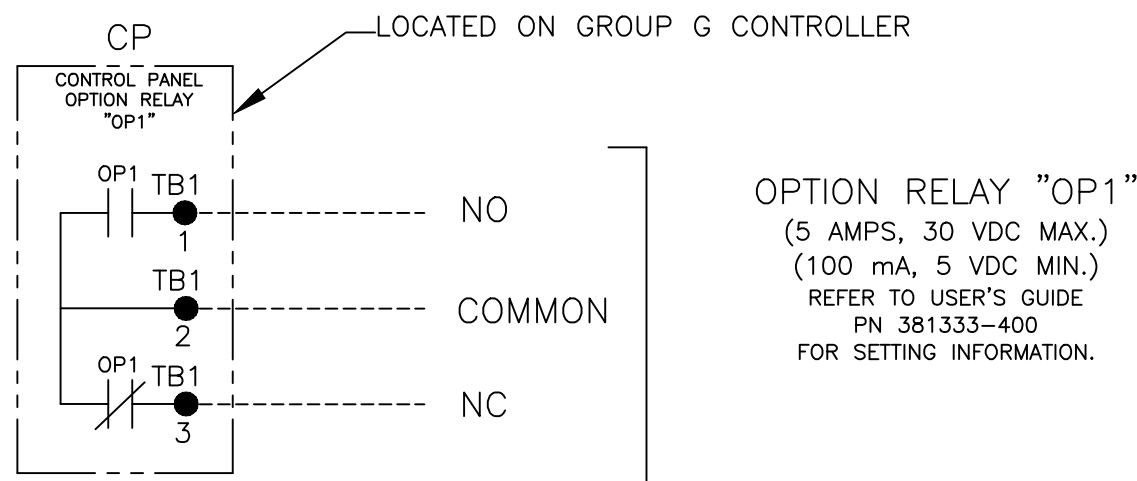 LOCATED ON GROUP G CONTROLLER
CP
CONTROL PANEL
OPTION RELAY
"OP1"
OP1
TB1
1
NO
TB1
2
COMMON
OP1
TB1
3
NC
OPTION RELAY "OP1"
(5 AMPS, 30 VDC MAX.)
(100 mA, 5 VDC MIN.)
REFER TO USER'S GUIDE
PN 381333-400
FOR SETTING INFORMATION.